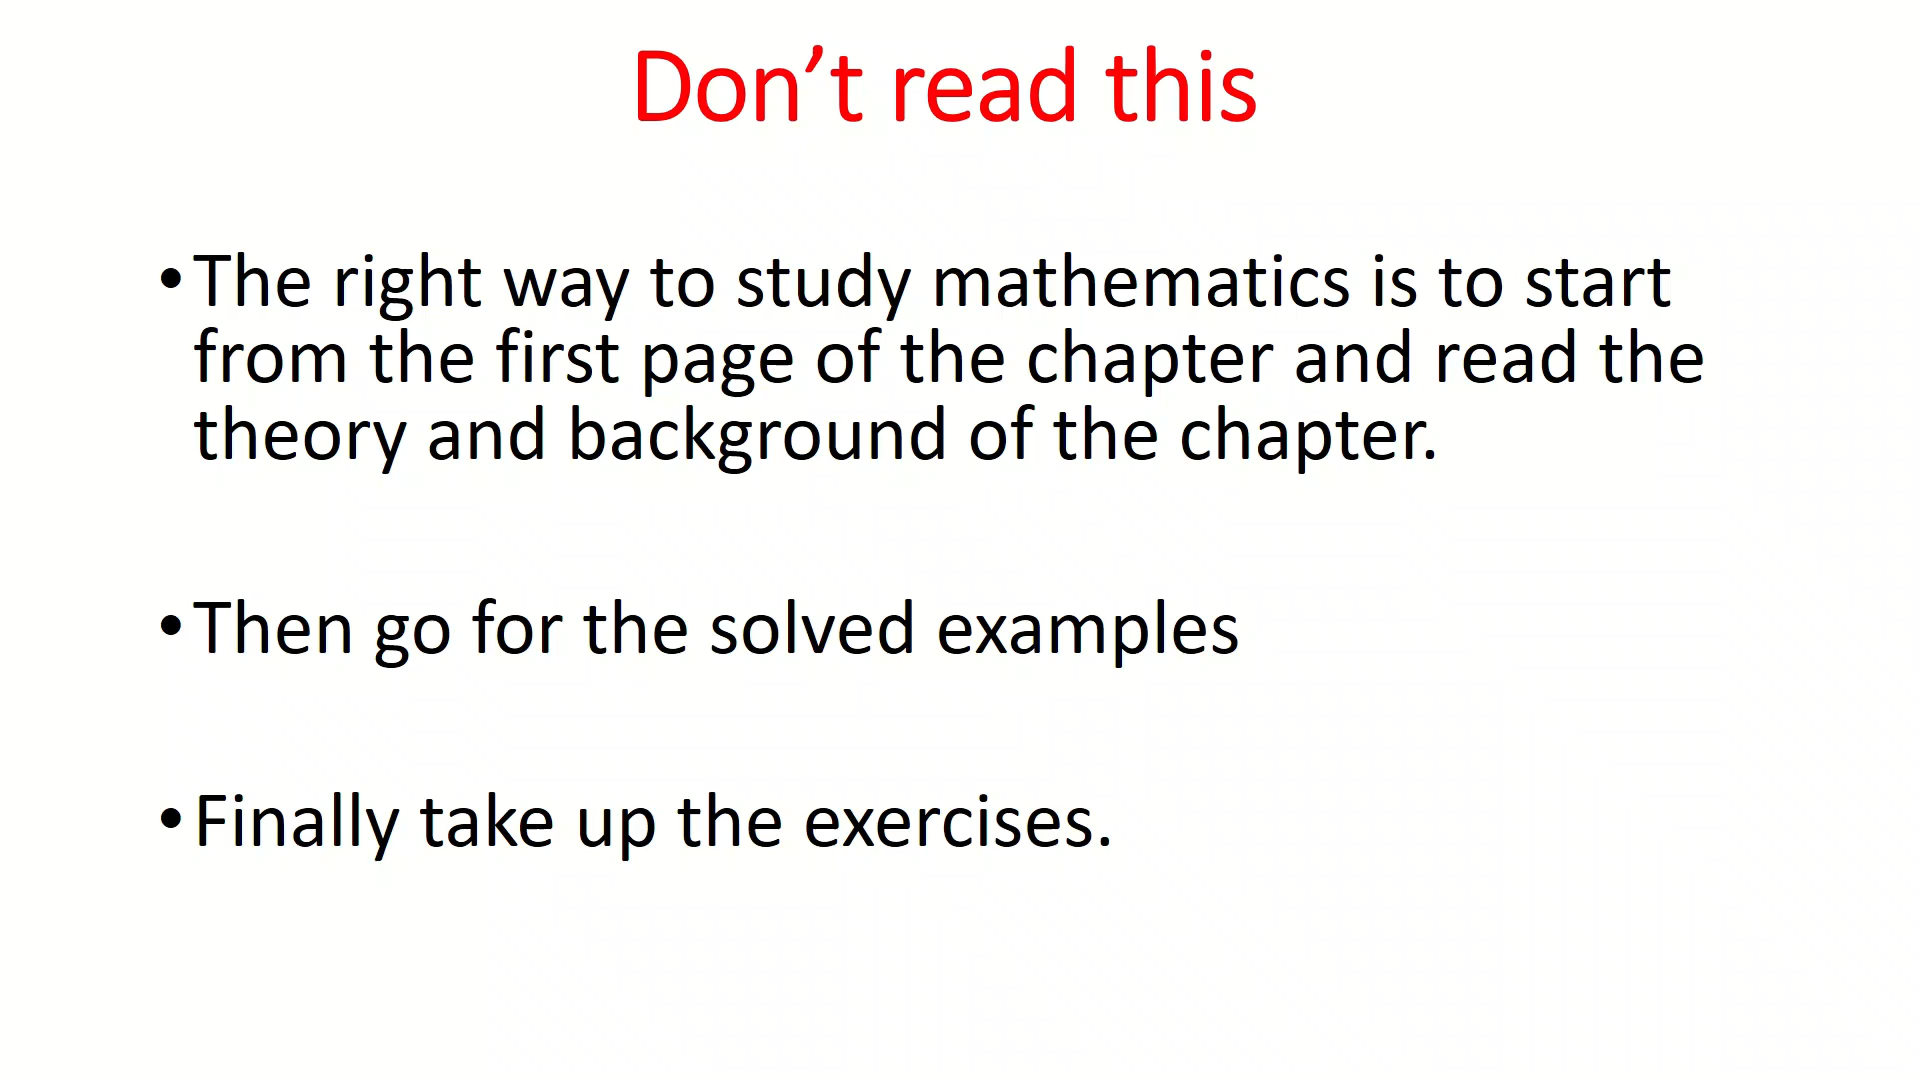 Don’t read this
•The right way to study mathematics is to start
from the first page of the chapter and read the
theory and background of the chapter.
•Then go for the solved examples
•Finally take up the exercises.